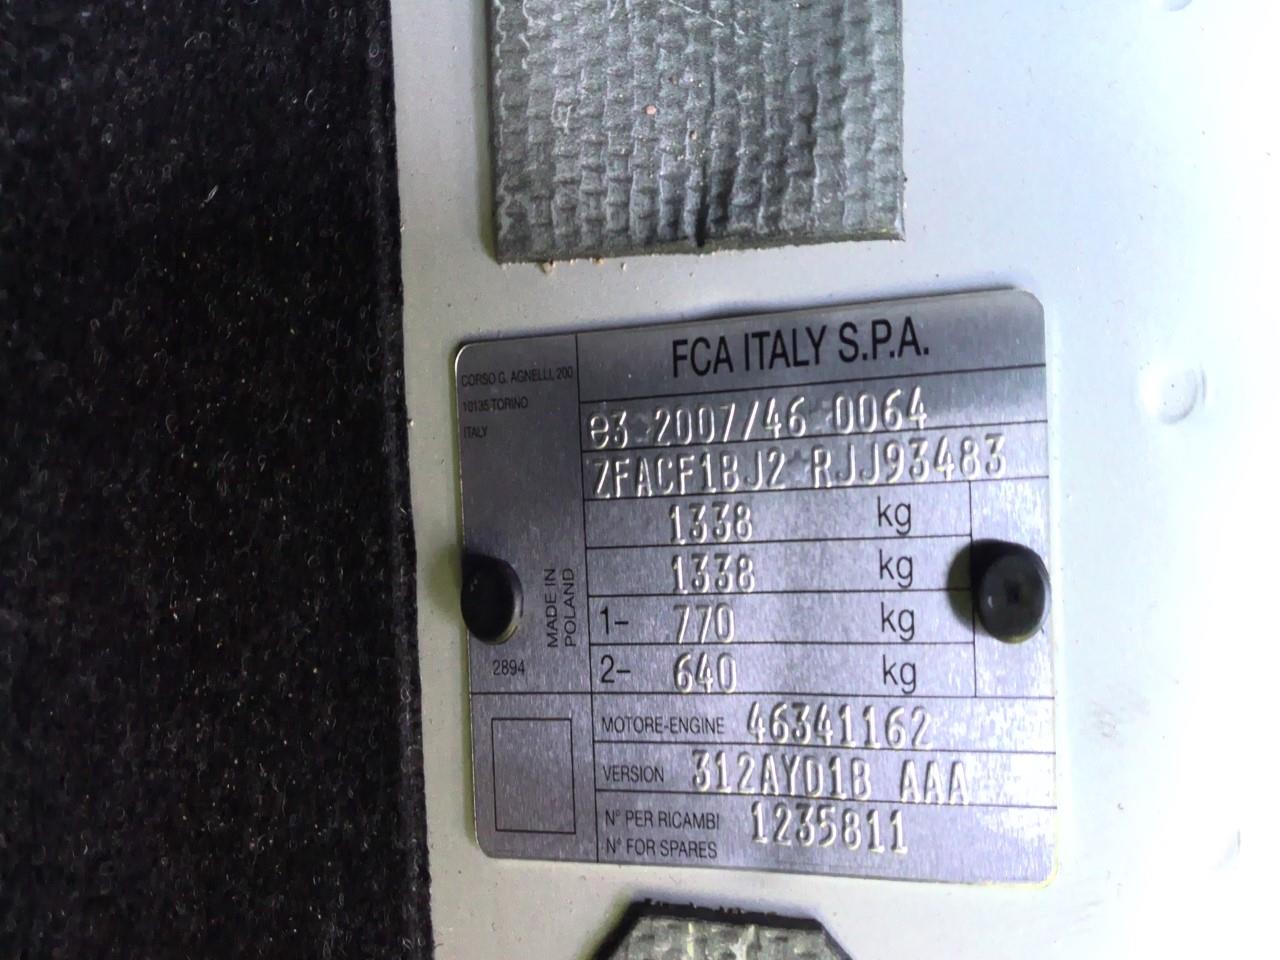 FCA ITALY S.P.A.
CORSO G. AGNELLI, 200
10135 TORINO
ITALY
e3 2007/46 0064
ZFACF1BJ2 RJJ93483
1338 kg
1338 kg
1- 770 kg
2- 640 kg
MADE IN
POLAND
2894
MOTORE-ENGINE 46341162
VERSION 312AYD1B AAA
N° PER RICAMBI
N° FOR SPARES
1235811